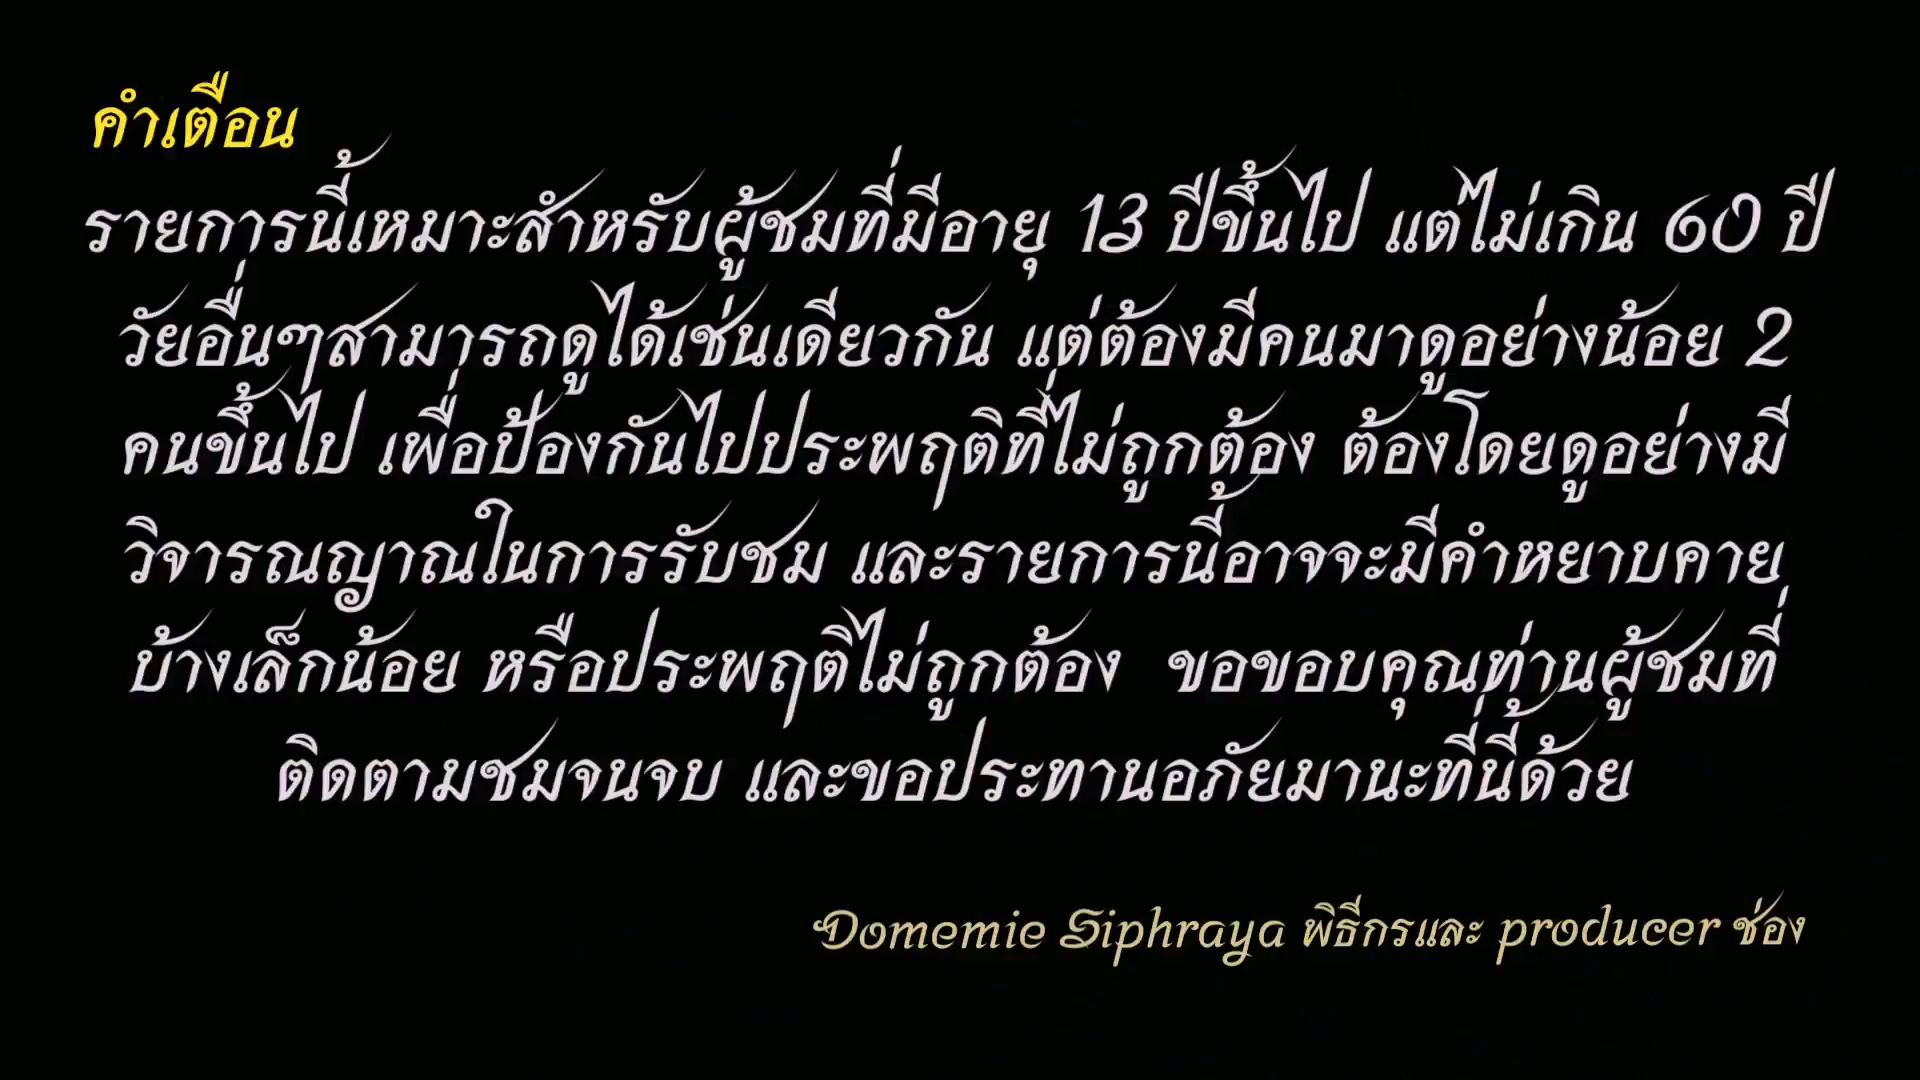 คำเตือน
รายการนี้เหมาะสำหรับผู้ชมที่มีอายุ 13 ปีขึ้นไป แต่ไม่เกิน 60 ปี
วัยอื่นๆสามารถดูได้เช่นเดียวกัน แต่ต้องมีคนมาดูอย่างน้อย 2
คนขึ้นไป เพื่อป้องกันไปประพฤติที่ไม่ถูกต้อง ต้องโดยดูอย่างมี
วิจารณญาณในการรับชม และรายการนี้อาจจะมีคำหยาบคาย
บ้างเล็กน้อย หรือประพฤติไม่ถูกต้อง ขอขอบคุณท่านผู้ชมที่
ติดตามชมจนจบ และขอประทานอภัยมานะที่นี้ด้วย
Domemie Siphraya พิธีกรและ producer ช่อง